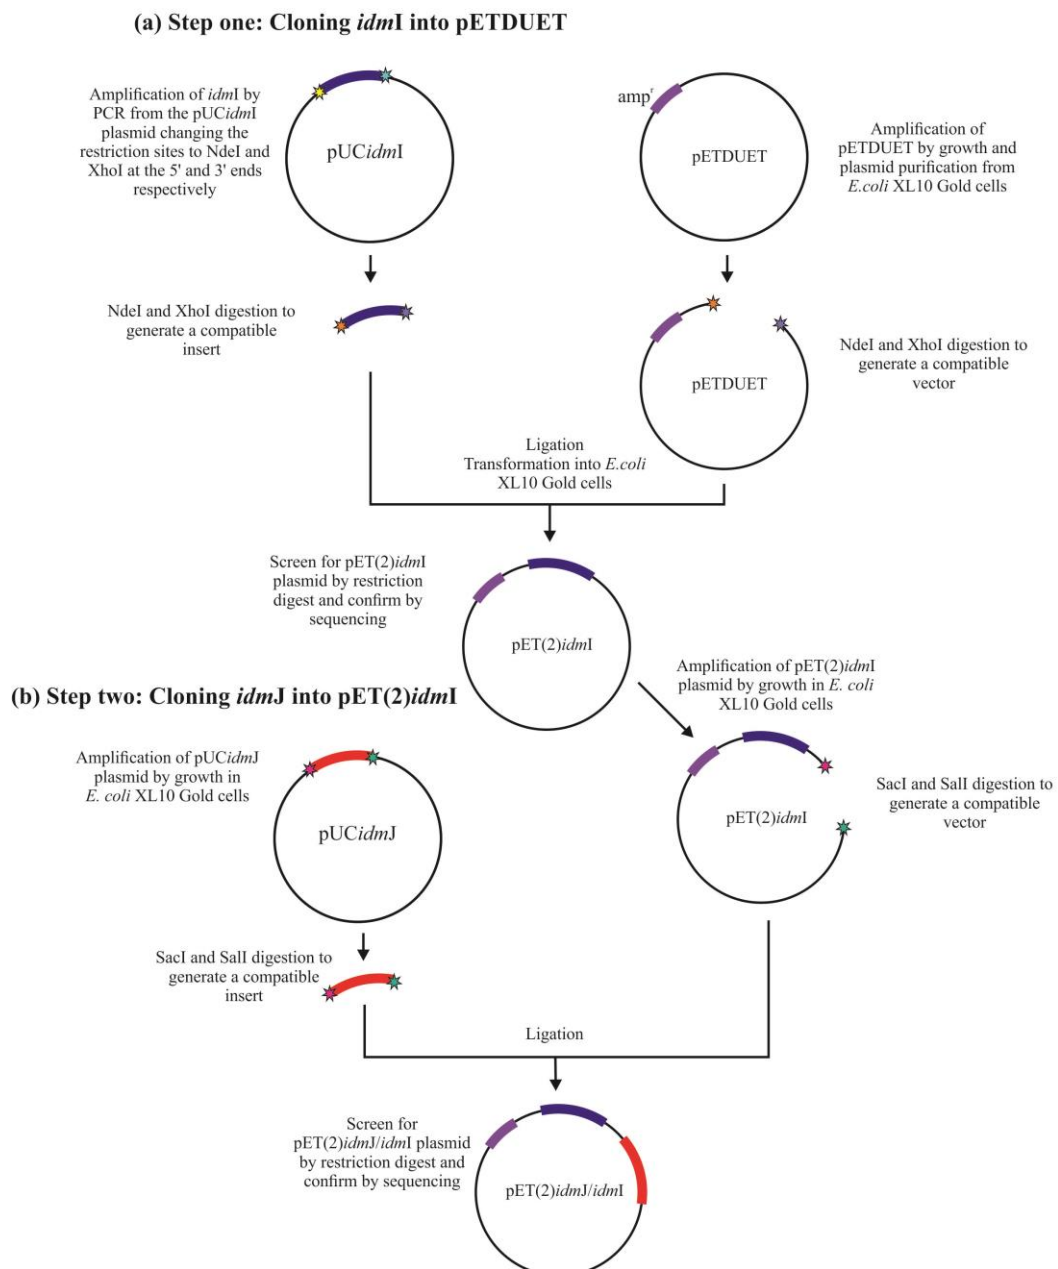 (a) Step one: Cloning idmI into pETDUET
Amplification of idmI by
PCR from the pUCidmI
plasmid changing the
restriction sites to NdeI and
XhoI at the 5' and 3' ends
respectively
pUCidmI
ampʳ
pETDUET
Amplification of
pETDUET by growth and
plasmid purification from
E.coli XL10 Gold cells
NdeI and XhoI digestion to
generate a compatible
insert
pETDUET
NdeI and XhoI digestion to
generate a compatible
vector
Ligation
Transformation into E.coli
XL10 Gold cells
Screen for pET(2)idmI
plasmid by restriction
digest and confirm by
sequencing
pET(2)idmI
Amplification of pET(2)idmI
plasmid by growth in E. coli
XL10 Gold cells
(b) Step two: Cloning idmJ into pET(2)idmI
Amplification of pUCidmJ
plasmid by growth in
E. coli XL10 Gold cells
pUCidmJ
pET(2)idmI
SacI and SalI digestion to
generate a compatible
vector
SacI and SalI digestion to
generate a compatible
insert
Ligation
Screen for
pET(2)idmJ/idmI plasmid
by restriction digest and
confirm by sequencing
pET(2)idmJ/idmI